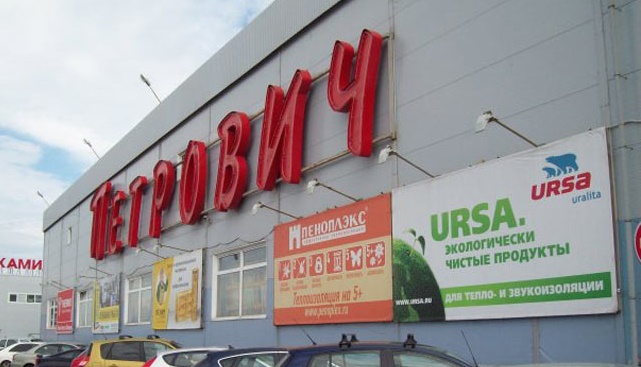 ПЕТРОВИЧ
КАМИ
ПЕНОПЛЭКС®
Теплоизоляция на 5+
www.penoplex.ru
URSA.
ЭКОЛОГИЧЕСКИ
ЧИСТЫЕ ПРОДУКТЫ
WWW.URSA.RU
ДЛЯ ТЕПЛО- И ЗВУКОИЗОЛЯЦИИ
URSA
uralita